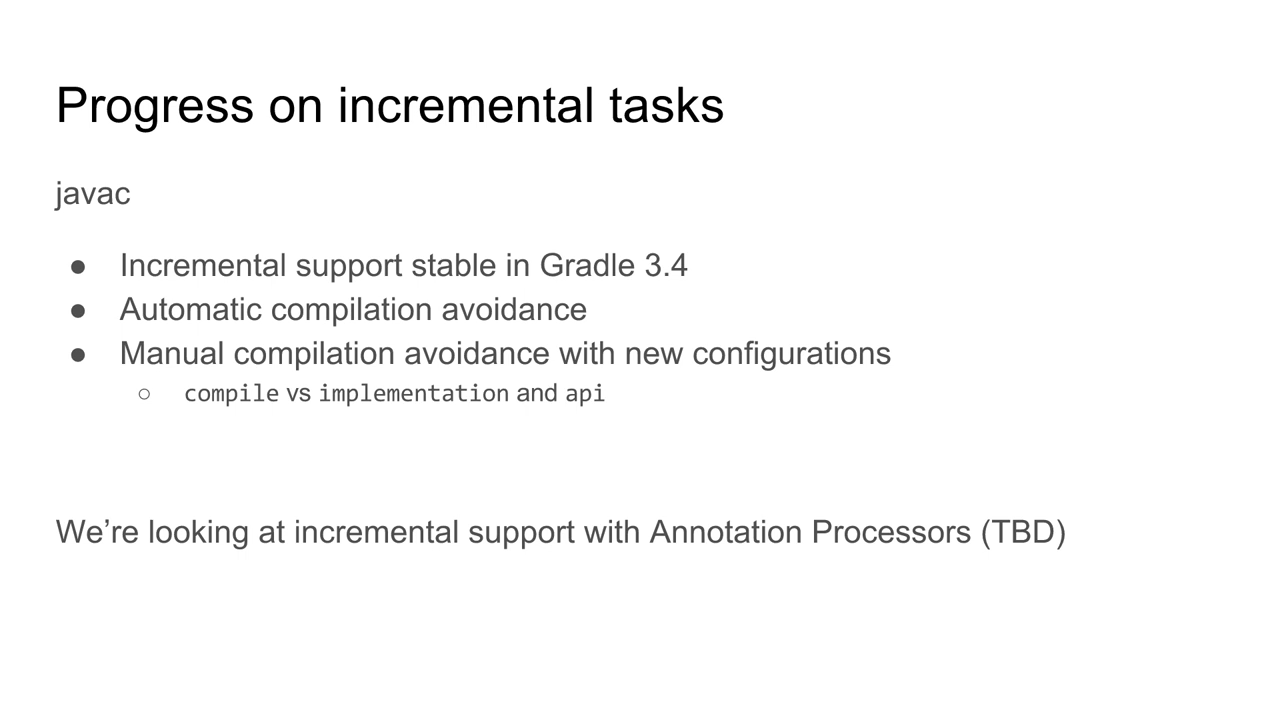 Progress on incremental tasks
javac
● Incremental support stable in Gradle 3.4
● Automatic compilation avoidance
● Manual compilation avoidance with new configurations
○ compile vs implementation and api
We’re looking at incremental support with Annotation Processors (TBD)